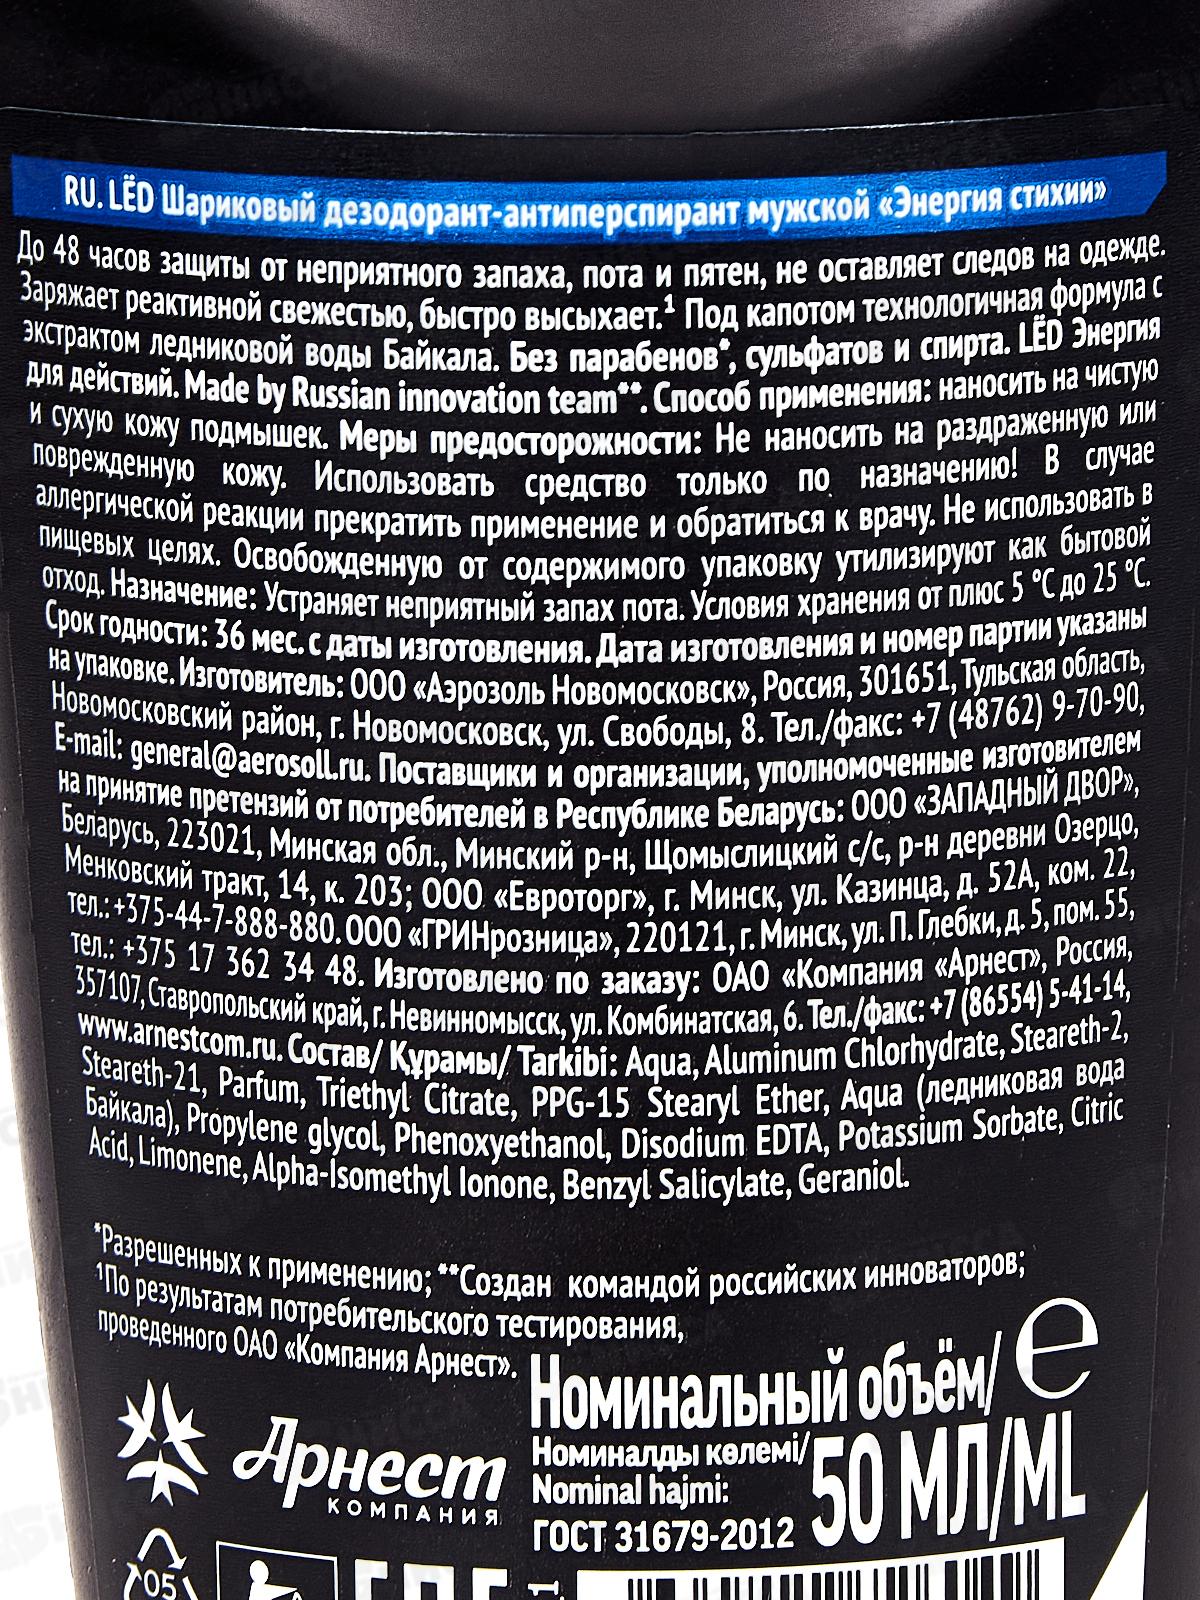 RU. LЁD Шариковый дезодорант-антиперспирант мужской «Энергия стихии»
До 48 часов защиты от неприятного запаха, пота и пятен, не оставляет следов на одежде.
Заряжает реактивной свежестью, быстро высыхает.¹ Под капотом технологичная формула с
экстрактом ледниковой воды Байкала. Без парабенов*, сульфатов и спирта. LЁD Энергия
для действий. Made by Russian innovation team**. Способ применения: наносить на чистую
и сухую кожу подмышек. Меры предосторожности: Не наносить на раздраженную или
поврежденную кожу. Использовать средство только по назначению! В случае
аллергической реакции прекратить применение и обратиться к врачу. Не использовать в
пищевых целях. Освобожденную от содержимого упаковку утилизируют как бытовой
отход. Назначение: Устраняет неприятный запах пота. Условия хранения от плюс 5 °C до 25 °C.
Срок годности: 36 мес. с даты изготовления. Дата изготовления и номер партии указаны
на упаковке. Изготовитель: ООО «Аэрозоль Новомосковск», Россия, 301651, Тульская область,
Новомосковский район, г. Новомосковск, ул. Свободы, 8. Тел./факс: +7 (48762) 9-70-90,
E-mail: general@aerosoll.ru. Поставщики и организации, уполномоченные изготовителем
на принятие претензий от потребителей в Республике Беларусь: ООО «ЗАПАДНЫЙ ДВОР»,
Беларусь, 223021, Минская обл., Минский р-н, Щомыслицкий с/с, р-н деревни Озерцо,
Менковский тракт, 14, к. 203; ООО «Евроторг», г. Минск, ул. Казинца, д. 52А, ком. 22,
тел.: +375-44-7-888-880. ООО «ГРИНрозница», 220121, г. Минск, ул. П. Глебки, д. 5, пом. 55,
тел.: +375 17 362 34 48. Изготовлено по заказу: ОАО «Компания «Арнест», Россия,
357107, Ставропольский край, г. Невинномысск, ул. Комбинатская, 6. Тел./факс: +7 (86554) 5-41-14,
www.arnestcom.ru. Состав/ Құрамы/ Tarkibi: Aqua, Aluminum Chlorhydrate, Steareth-2,
Steareth-21, Parfum, Triethyl Citrate, PPG-15 Stearyl Ether, Aqua (ледниковая вода
Байкала), Propylene glycol, Phenoxyethanol, Disodium EDTA, Potassium Sorbate, Citric
Acid, Limonene, Alpha-Isomethyl Ionone, Benzyl Salicylate, Geraniol.
*Разрешенных к применению; **Создан командой российских инноваторов;
¹По результатам потребительского тестирования,
проведенного ОАО «Компания Арнест».
Номинальный объём/ e
Номиналды көлемі/
Nominal hajmi:
50 МЛ/ML
ГОСТ 31679-2012
Арнест
КОМПАНИЯ
05